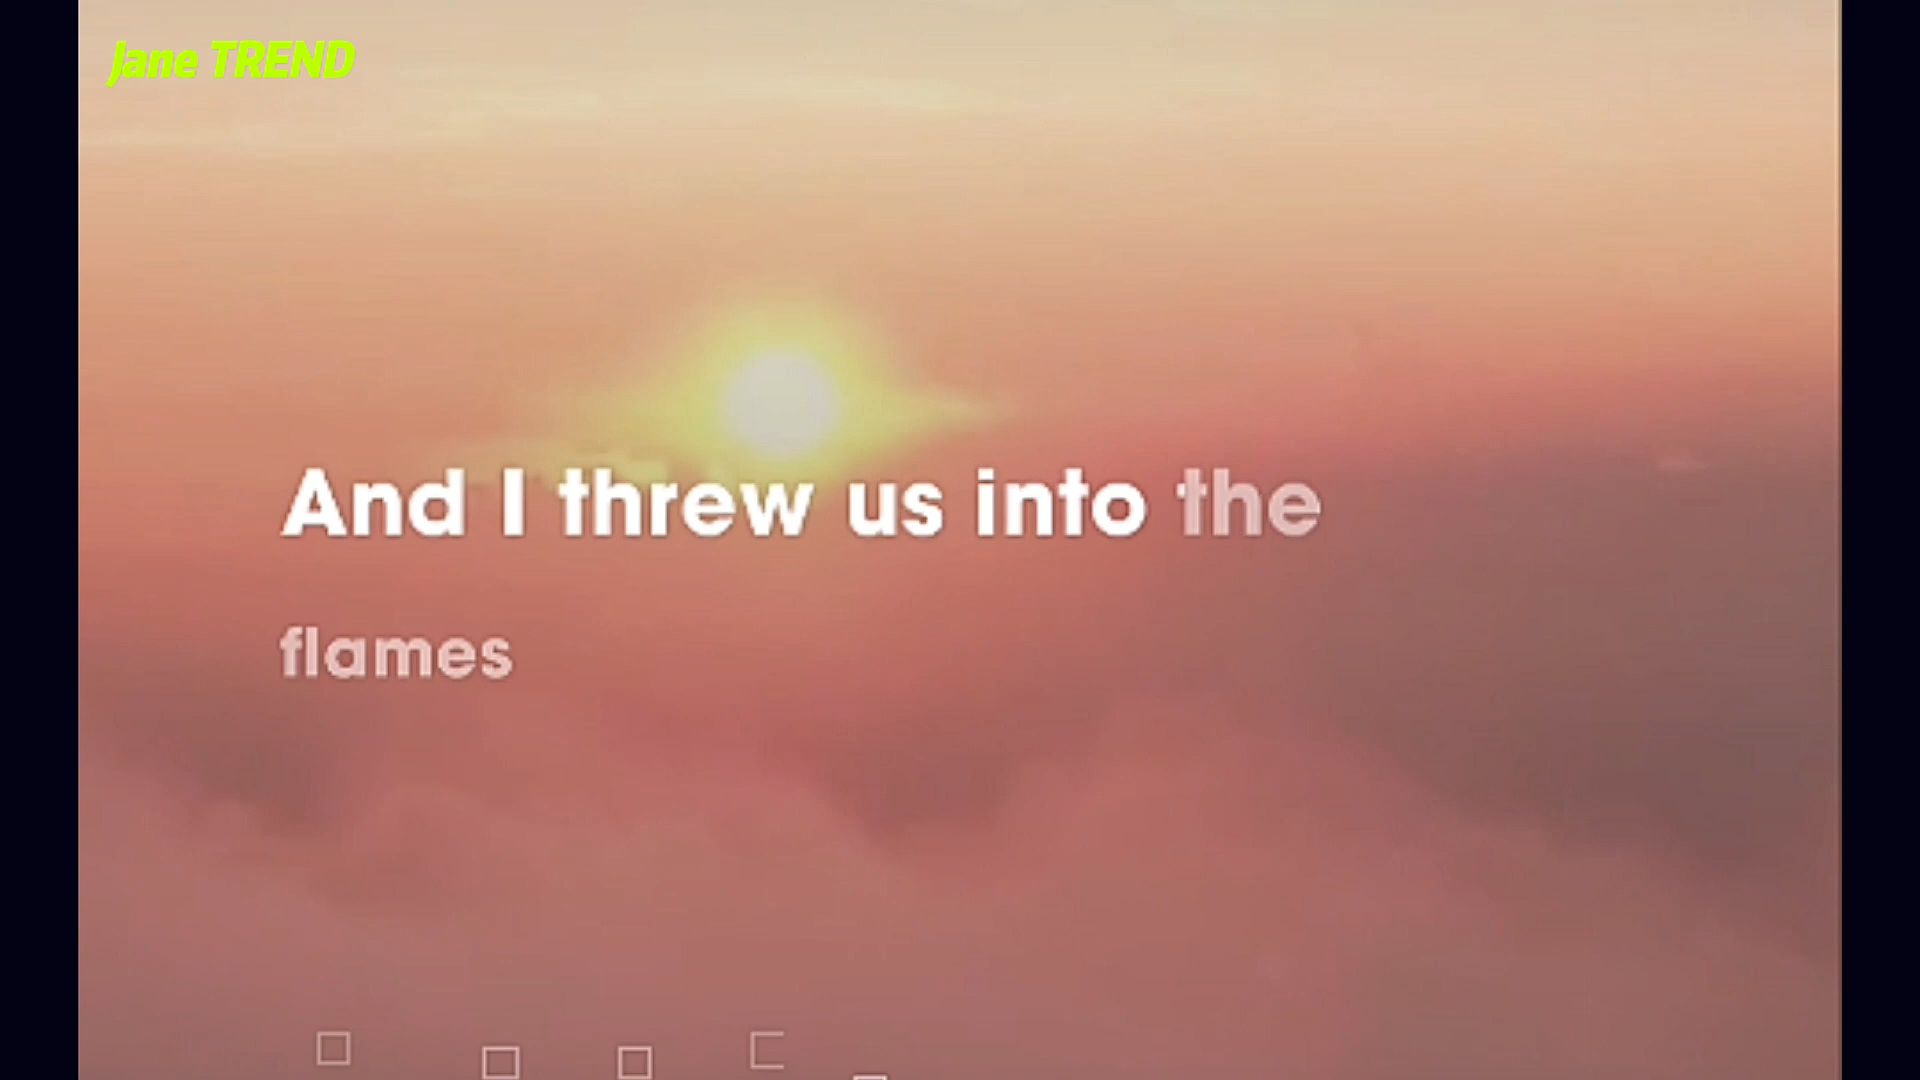 Jane TREND
And I threw us into the
flames